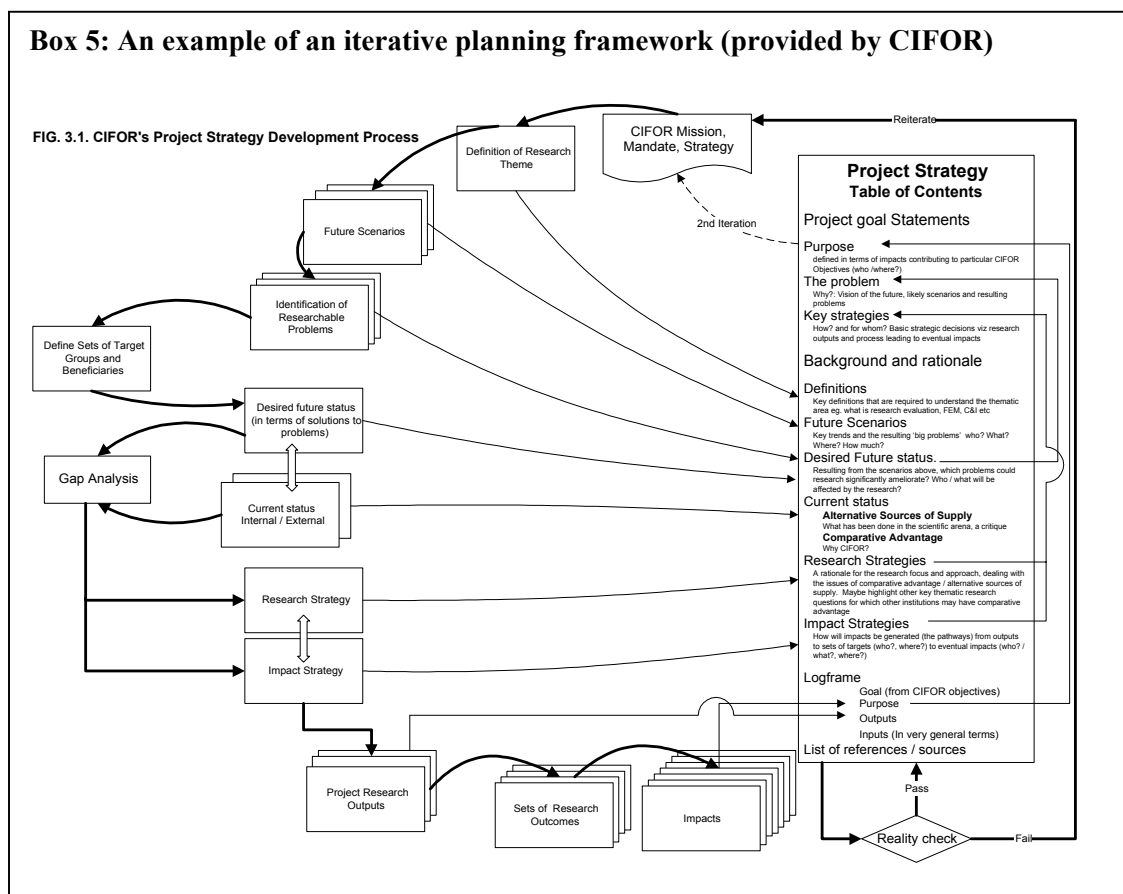 Box 5: An example of an iterative planning framework (provided by CIFOR)
FIG. 3.1. CIFOR's Project Strategy Development Process
CIFOR Mission,
Mandate, Strategy
Reiterate
Definition of Research
Theme
Future Scenarios
2nd Iteration
Identification of
Researchable
Problems
Define Sets of Target
Groups and
Beneficiaries
Desired future status
(in terms of solutions to
problems)
Gap Analysis
Current status
Internal / External
Research Strategy
Impact Strategy
Project Research
Outputs
Sets of Research
Outcomes
Impacts
Project Strategy
Table of Contents
Project goal Statements
Purpose
defined in terms of impacts contributing to particular CIFOR
Objectives (who /where?)
The problem
Why?: Vision of the future, likely scenarios and resulting
problems
Key strategies
How? and for whom? Basic strategic decisions viz research
outputs and process leading to eventual impacts
Background and rationale
Definitions
Key definitions that are required to understand the thematic
area eg. what is research evaluation, FEM, C&I etc
Future Scenarios
Key trends and the resulting 'big problems' who? What?
Where? How much?
Desired Future status.
Resulting from the scenarios above, which problems could
research significantly ameliorate? Who / what will be
affected by the research?
Current status
Alternative Sources of Supply
What has been done in the scientific arena, a critique
Comparative Advantage
Why CIFOR?
Research Strategies
A rationale for the research focus and approach, dealing with
the issues of comparative advantage / alternative sources of
supply. Maybe highlight other key thematic research
questions for which other institutions may have comparative
advantage
Impact Strategies
How will impacts be generated (the pathways) from outputs
to sets of targets (who?, where?) to eventual impacts (who? /
what?, where?)
Logframe
Goal (from CIFOR objectives)
Purpose
Outputs
Inputs (In very general terms)
List of references / sources
Pass
Reality check
Fail